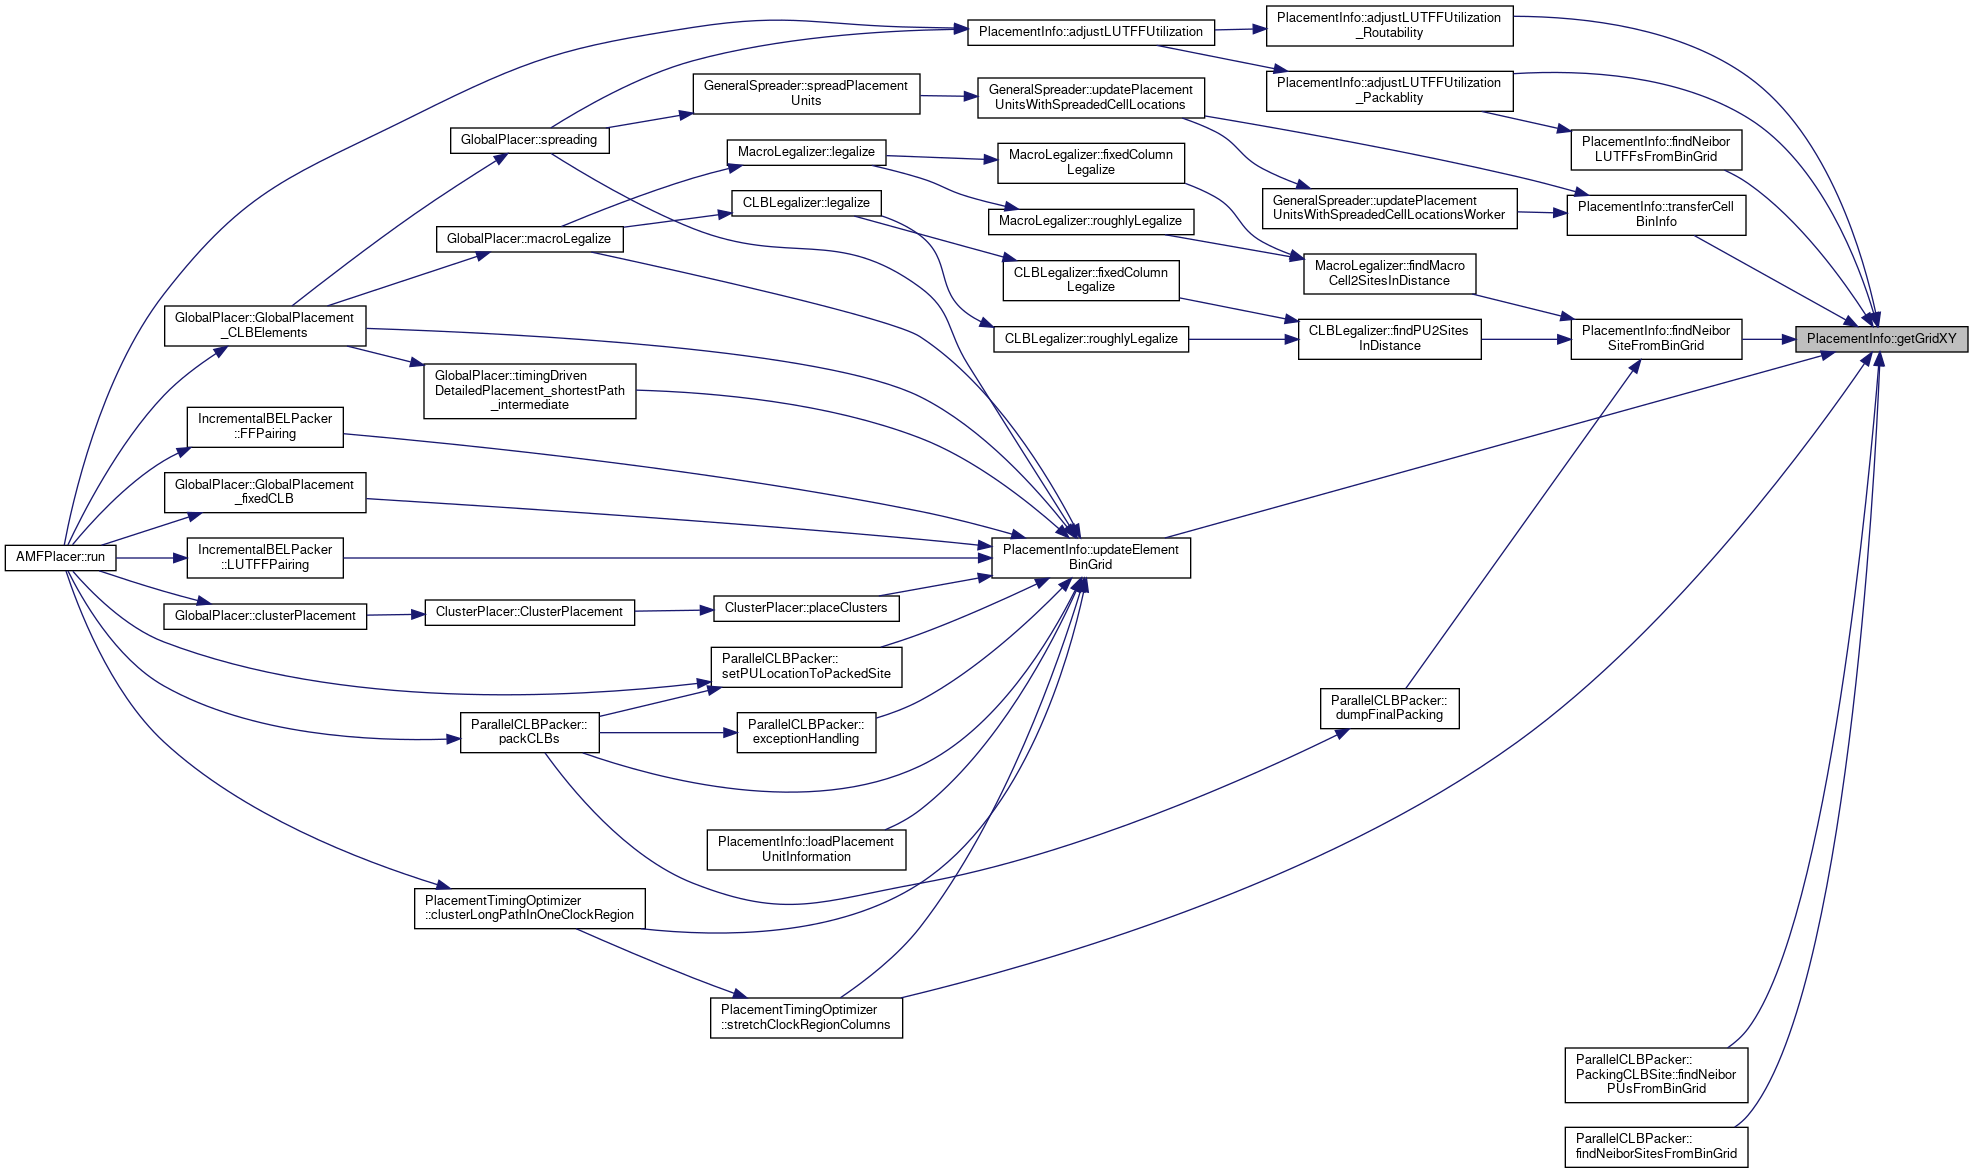 PlacementInfo::adjustLUTFFUtilization
_Routability
PlacementInfo::adjustLUTFFUtilization
PlacementInfo::adjustLUTFFUtilization
_Packablity
GeneralSpreader::spreadPlacement
Units
GeneralSpreader::updatePlacement
UnitsWithSpreadedCellLocations
GlobalPlacer::spreading
PlacementInfo::findNeibor
LUTFFsFromBinGrid
MacroLegalizer::legalize
MacroLegalizer::fixedColumn
Legalize
CLBLegalizer::legalize
GeneralSpreader::updatePlacement
UnitsWithSpreadedCellLocationsWorker
PlacementInfo::transferCell
BinInfo
MacroLegalizer::roughlyLegalize
GlobalPlacer::macroLegalize
MacroLegalizer::findMacro
Cell2SitesInDistance
CLBLegalizer::fixedColumn
Legalize
GlobalPlacer::GlobalPlacement
_CLBElements
CLBLegalizer::roughlyLegalize
CLBLegalizer::findPU2Sites
InDistance
PlacementInfo::findNeibor
SiteFromBinGrid
PlacementInfo::getGridXY
GlobalPlacer::timingDriven
DetailedPlacement_shortestPath
_intermediate
IncrementalBELPacker
::FFPairing
GlobalPlacer::GlobalPlacement
_fixedCLB
AMFPlacer::run
IncrementalBELPacker
::LUTFFPairing
PlacementInfo::updateElement
BinGrid
GlobalPlacer::clusterPlacement
ClusterPlacer::ClusterPlacement
ClusterPlacer::placeClusters
ParallelCLBPacker::
setPULocationToPackedSite
ParallelCLBPacker::
packCLBs
ParallelCLBPacker::
exceptionHandling
ParallelCLBPacker::
dumpFinalPacking
PlacementInfo::loadPlacement
UnitInformation
PlacementTimingOptimizer
::clusterLongPathInOneClockRegion
PlacementTimingOptimizer
::stretchClockRegionColumns
ParallelCLBPacker::
PackingCLBSite::findNeibor
PUsFromBinGrid
ParallelCLBPacker::
findNeiborSitesFromBinGrid